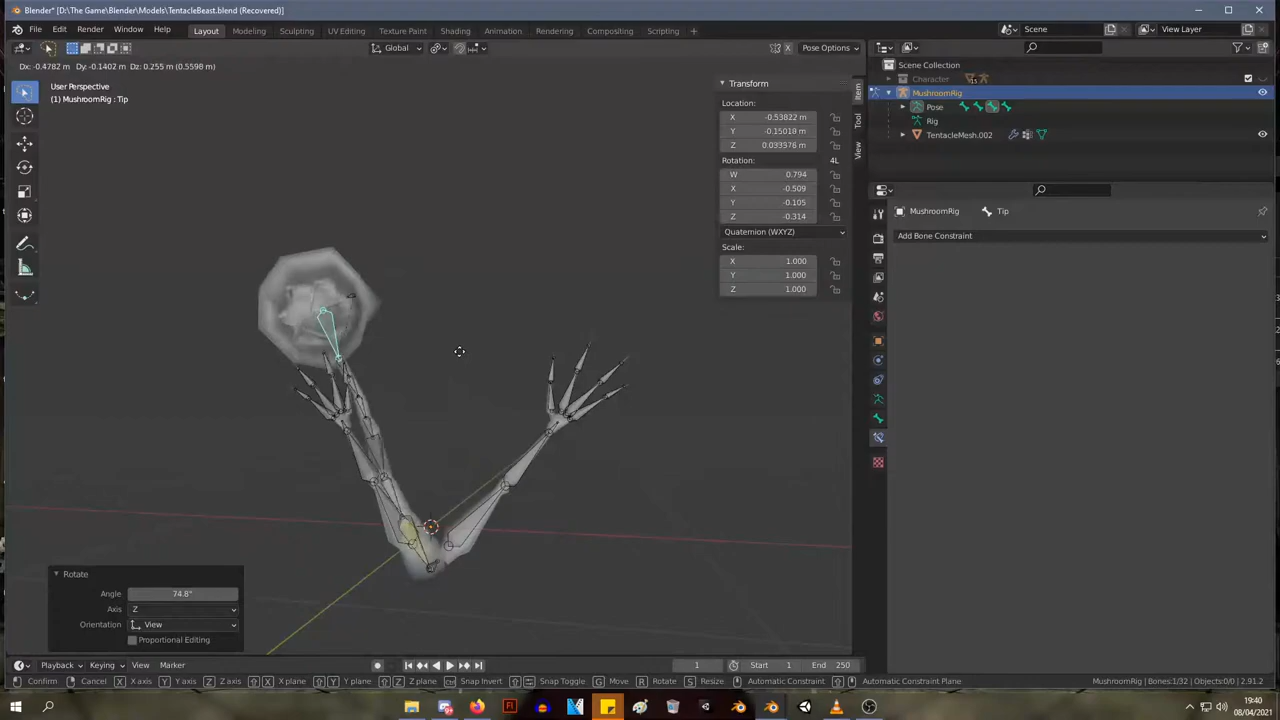 Blender* [D:\The Game\Blender\Models\TentacleBeast.blend (Recovered)]
File Edit Render Window Help Layout Modeling Sculpting UV Editing Texture Paint Shading Animation Rendering Compositing Scripting + Scene View Layer
Global Pose Options
Dx: -0.4782 m Dy: -0.1402 m Dz: 0.255 m (0.5598 m)
User Perspective
(1) MushroomRig : Tip
Transform
Location:
X -0.53822 m
Y -0.15018 m
Z 0.033376 m
Rotation: 4L
W 0.794
X -0.509
Y -0.105
Z -0.314
Quaternion (WXYZ)
Scale:
X 1.000
Y 1.000
Z 1.000
Item
Tool
View
Scene Collection
Character 15
MushroomRig
Pose
Rig
TentacleMesh.002
MushroomRig Tip
Add Bone Constraint
Rotate
Angle 74.8°
Axis Z
Orientation View
Proportional Editing
Playback Keying View Marker 1 Start 1 End 250
Confirm Cancel X X axis Y Y axis Z Z axis X X plane Y Y plane Z Z plane Snap Invert Snap Toggle G Move R Rotate S Resize Automatic Constraint Automatic Constraint Plane MushroomRig | Bones:1/32 | Objects:0/0 | 2.91.2
19:40
08/04/2021